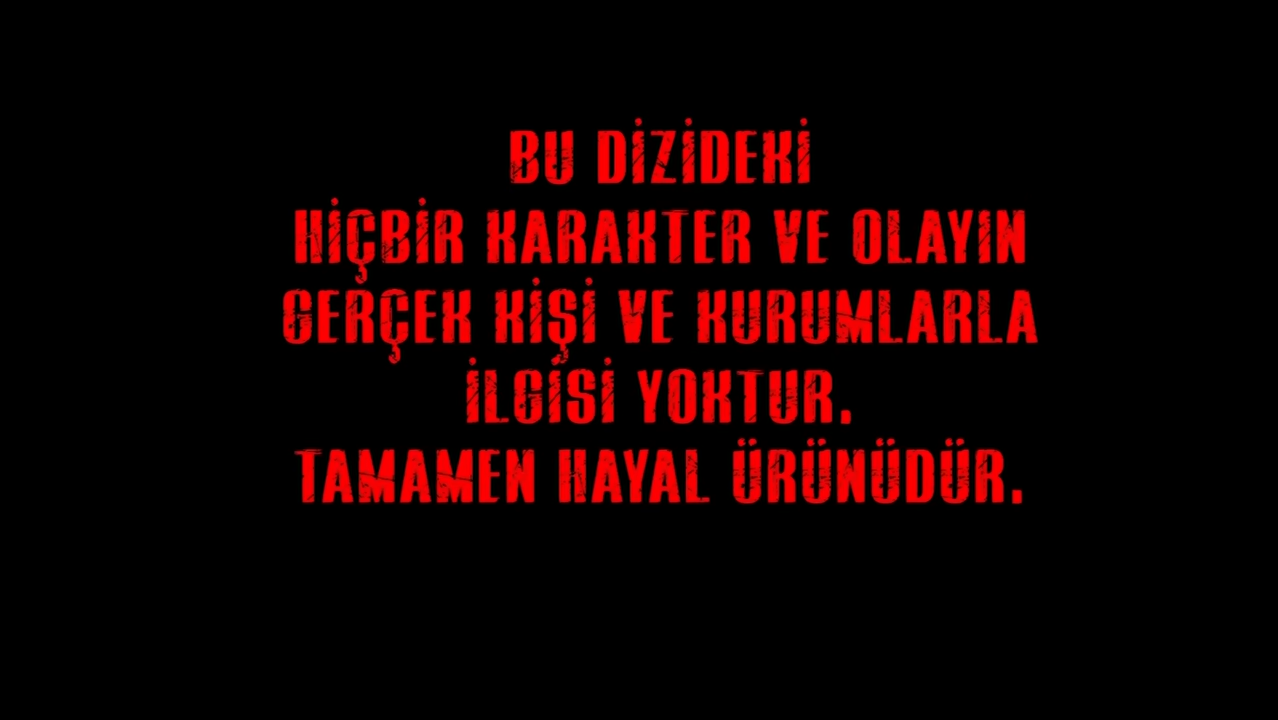 BU DİZİDEKİ
HİÇBİR KARAKTER VE OLAYIN
GERÇEK KİŞİ VE KURUMLARLA
İLGİSİ YOKTUR.
TAMAMEN HAYAL ÜRÜNÜDÜR.